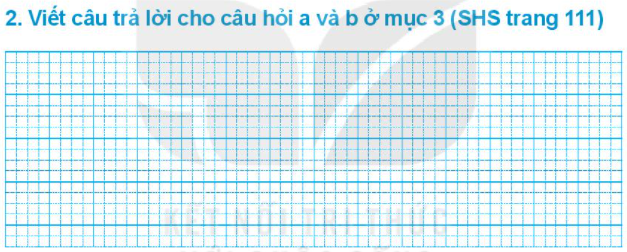 2. Viết câu trả lời cho câu hỏi a và b ở mục 3 (SHS trang 111)
KẾT NỐI TRI THỨC